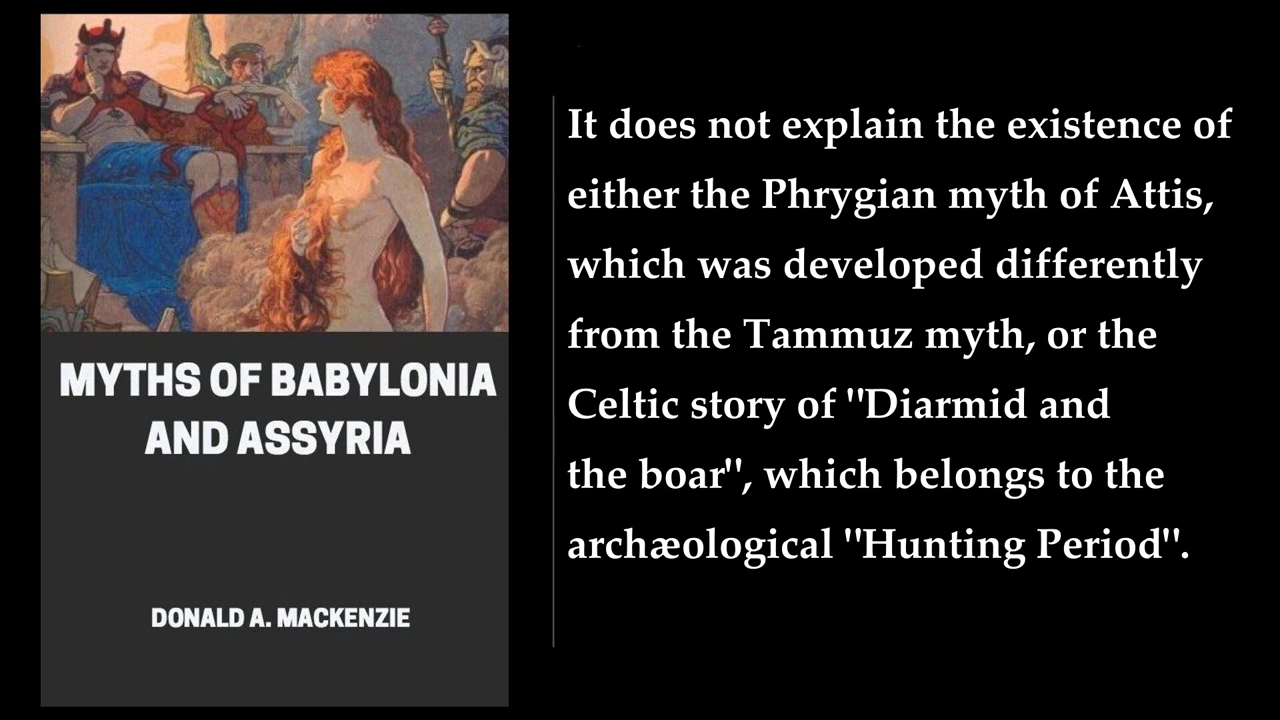 MYTHS OF BABYLONIA
AND ASSYRIA
DONALD A. MACKENZIE
It does not explain the existence of
either the Phrygian myth of Attis,
which was developed differently
from the Tammuz myth, or the
Celtic story of "Diarmid and
the boar", which belongs to the
archæological "Hunting Period".